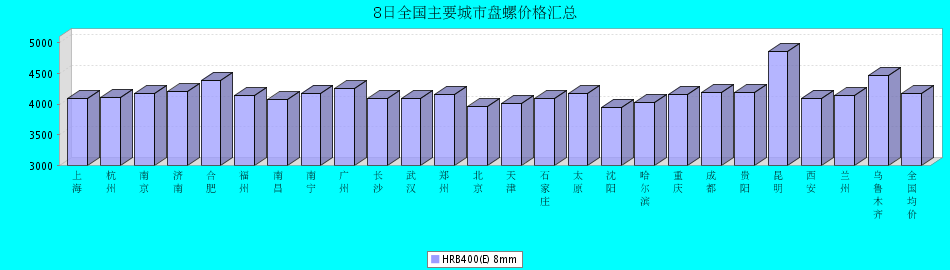 8日全国主要城市盘螺价格汇总
5000
4500
4000
3500
3000
上海 杭州 南京 济南 合肥 福州 南昌 南宁 广州 长沙 武汉 郑州 北京 天津 石家庄 太原 沈阳 哈尔滨 重庆 成都 贵阳 昆明 西安 兰州 乌鲁木齐 全国均价
HRB400(E) 8mm